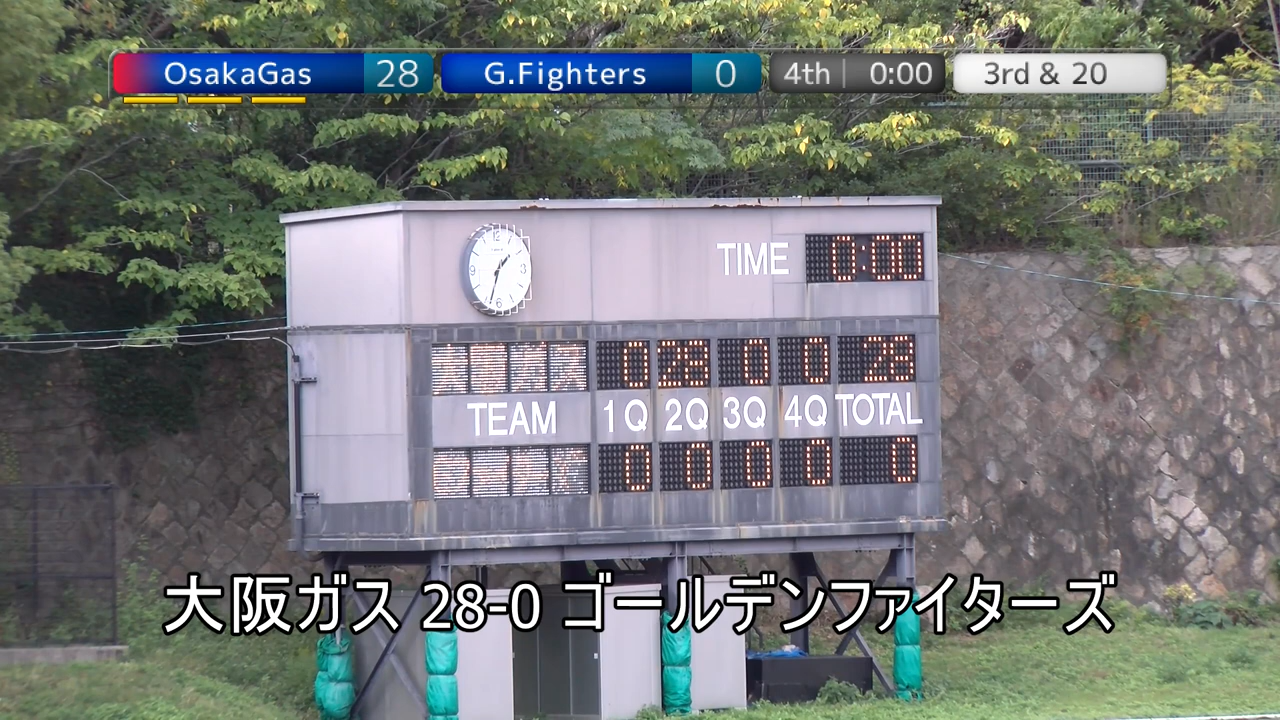 OsakaGas 28 G.Fighters 0 4th 0:00 3rd & 20
TIME 0:00
0 28 0 0 28
TEAM 1Q 2Q 3Q 4Q TOTAL
0 0 0 0 0
大阪ガス 28-0 ゴールデンファイターズ